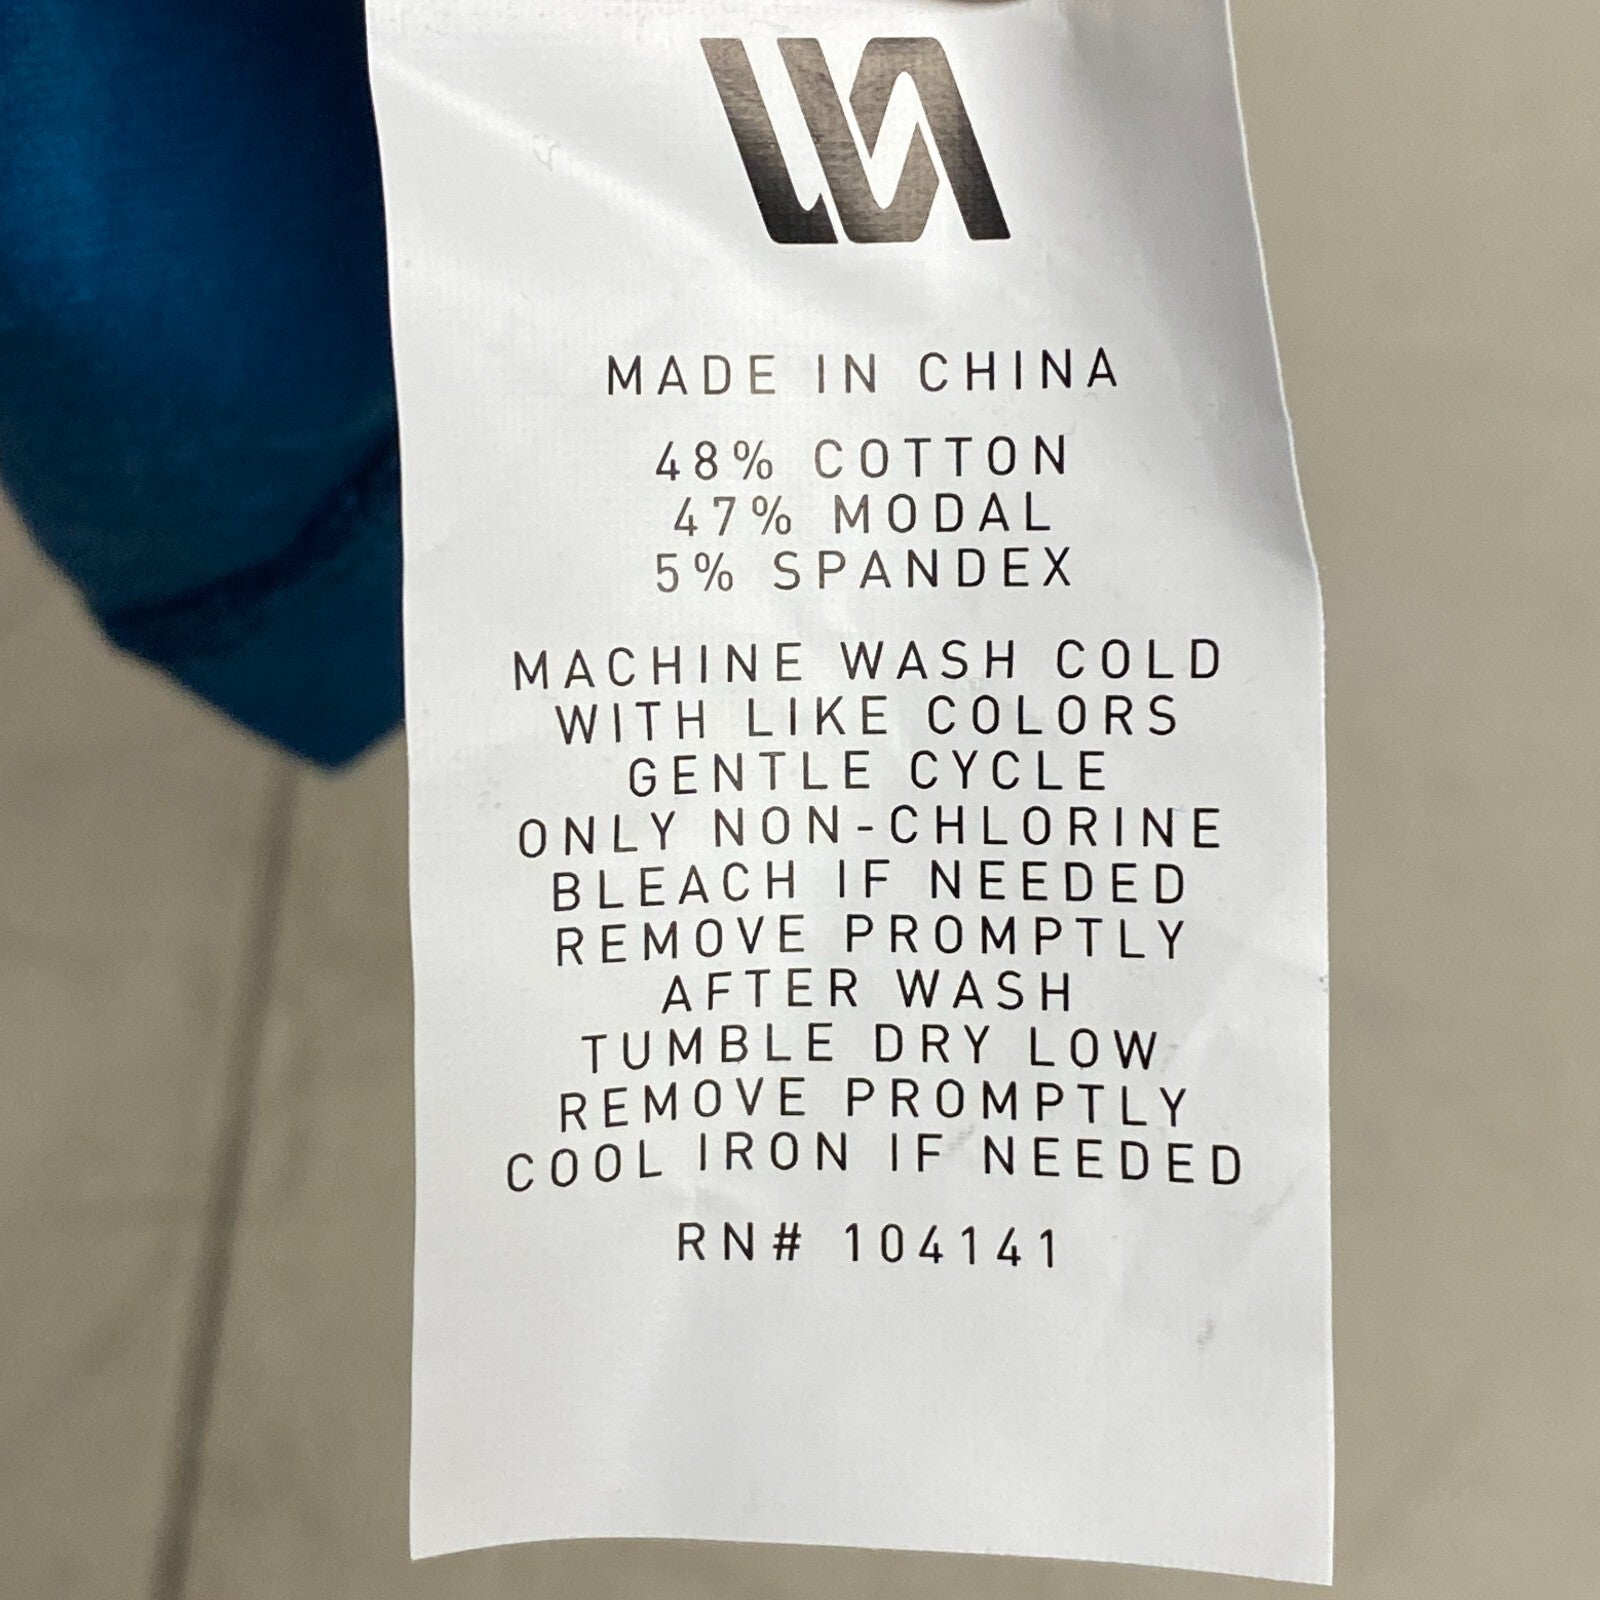 MADE IN CHINA
48% COTTON
47% MODAL
5% SPANDEX
MACHINE WASH COLD
WITH LIKE COLORS
GENTLE CYCLE
ONLY NON-CHLORINE
BLEACH IF NEEDED
REMOVE PROMPTLY
AFTER WASH
TUMBLE DRY LOW
REMOVE PROMPTLY
COOL IRON IF NEEDED
RN# 104141